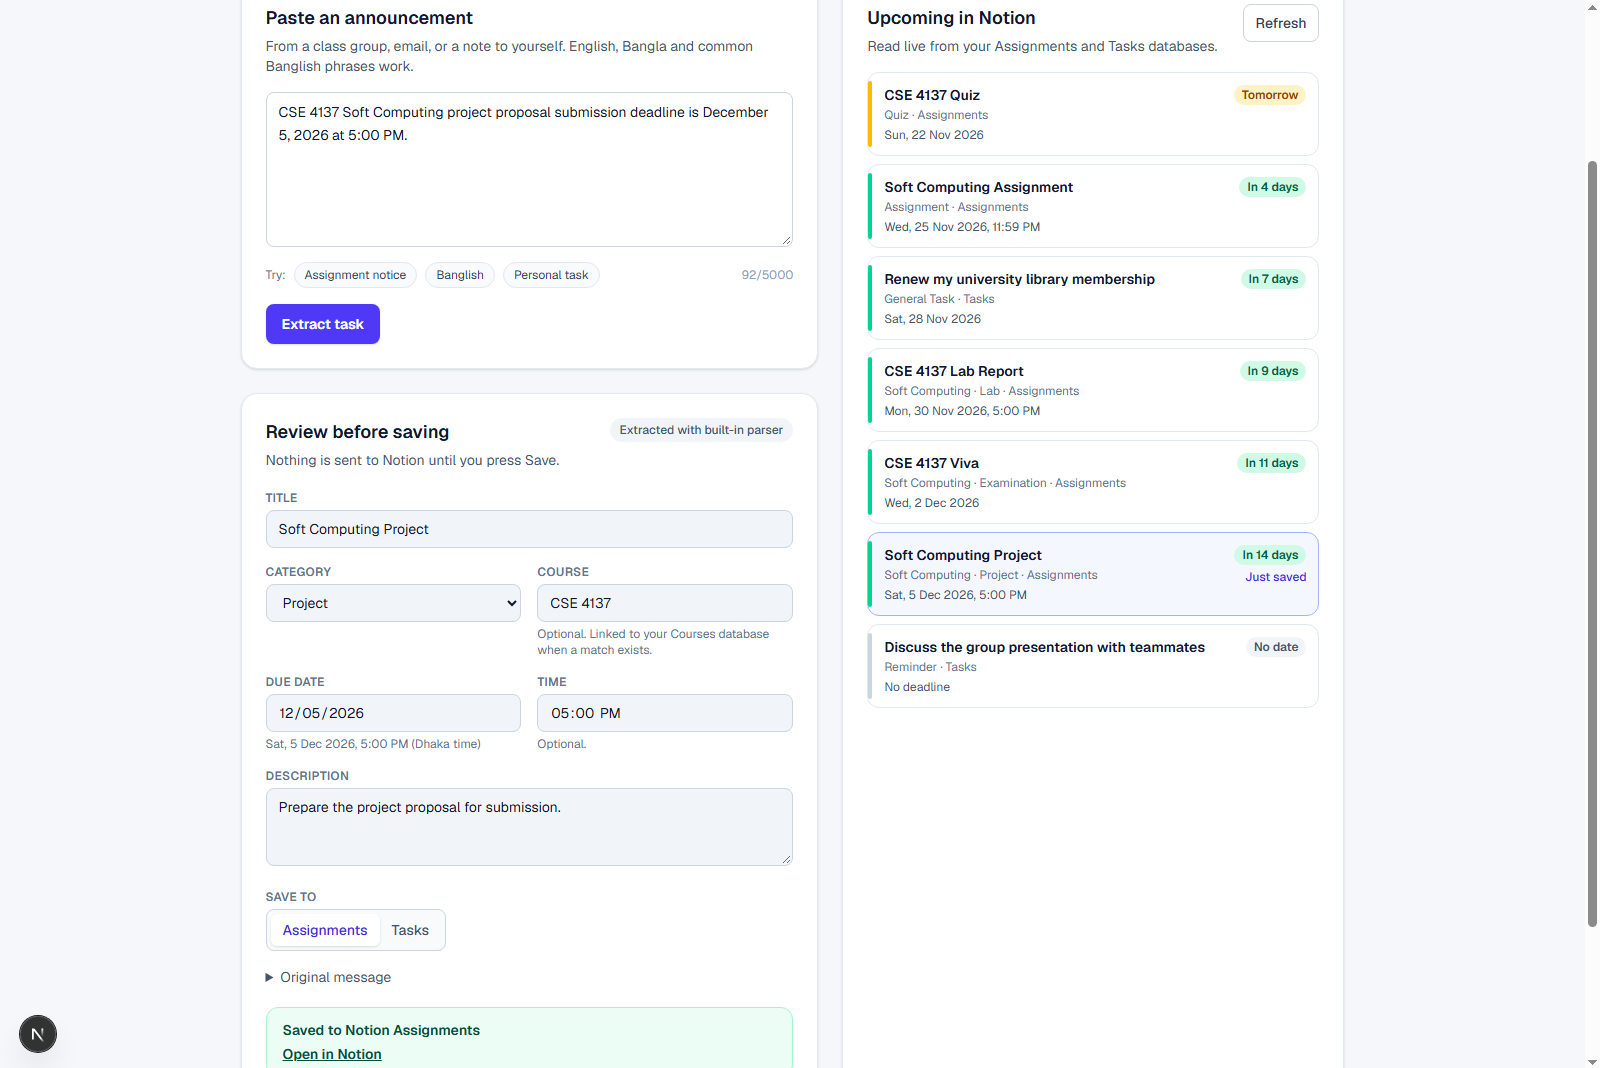 Paste an announcement
From a class group, email, or a note to yourself. English, Bangla and common
Banglish phrases work.
CSE 4137 Soft Computing project proposal submission deadline is December
5, 2026 at 5:00 PM.
Try: Assignment notice Banglish Personal task 92/5000
Extract task
Review before saving Extracted with built-in parser
Nothing is sent to Notion until you press Save.
TITLE
Soft Computing Project
CATEGORY COURSE
Project CSE 4137
Optional. Linked to your Courses database
when a match exists.
DUE DATE TIME
12/05/2026 05:00 PM
Sat, 5 Dec 2026, 5:00 PM (Dhaka time) Optional.
DESCRIPTION
Prepare the project proposal for submission.
SAVE TO
Assignments Tasks
Original message
Saved to Notion Assignments
Open in Notion
N
Upcoming in Notion Refresh
Read live from your Assignments and Tasks databases.
CSE 4137 Quiz Tomorrow
Quiz · Assignments
Sun, 22 Nov 2026
Soft Computing Assignment In 4 days
Assignment · Assignments
Wed, 25 Nov 2026, 11:59 PM
Renew my university library membership In 7 days
General Task · Tasks
Sat, 28 Nov 2026
CSE 4137 Lab Report In 9 days
Soft Computing · Lab · Assignments
Mon, 30 Nov 2026, 5:00 PM
CSE 4137 Viva In 11 days
Soft Computing · Examination · Assignments
Wed, 2 Dec 2026
Soft Computing Project In 14 days
Soft Computing · Project · Assignments Just saved
Sat, 5 Dec 2026, 5:00 PM
Discuss the group presentation with teammates No date
Reminder · Tasks
No deadline